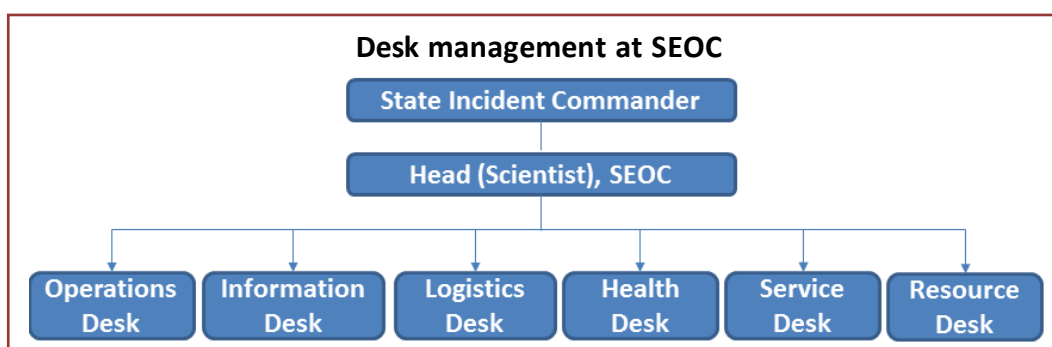 Desk management at SEOC
State Incident Commander
Head (Scientist), SEOC
Operations
Desk
Information
Desk
Logistics
Desk
Health
Desk
Service
Desk
Resource
Desk